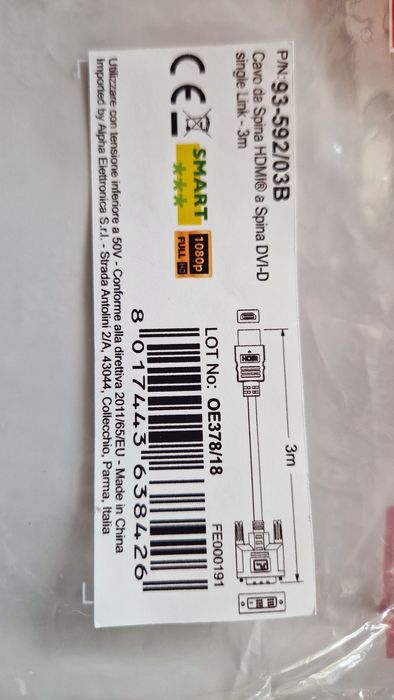 P/N:93-592/03B
Cavo da Spina HDMI® a Spina DVI-D
single Link - 3m
CE
SMART
★★★
1080p
FULL HD
3m
LOT No: OE378/18
FE000191
8 017443 638426
Utilizzare con tensione inferiore a 50V - Conforme alla direttiva 2011/65/EU - Made in China
Imported by Alpha Elettronica S.r.l. - Strada Antolini 2/A, 43044, Collecchio, Parma, Italia